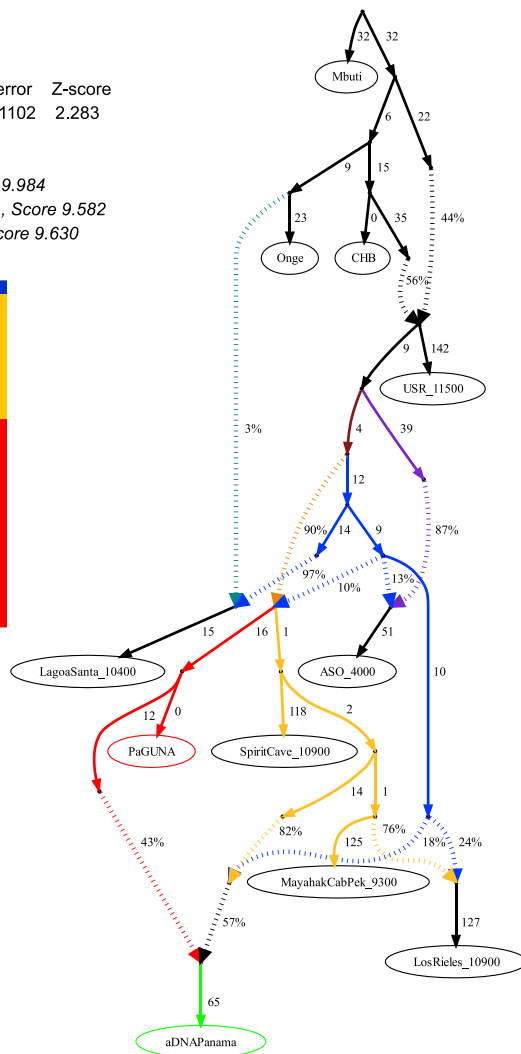 32 32
Mbuti
error Z-score
1102 2.283
6 22
9 15
9.984
, Score 9.582
core 9.630
23 0 35 44%
Onge CHB
56%
9 142
USR_11500
3% 4 39
12
90% 14 9 87%
97% 10% 13%
15 16 1 51 10
LagoaSanta_10400 ASO_4000
12 0 118 2
PaGUNA SpiritCave_10900
14 1
43% 82% 125 76% 18% 24%
MayahakCabPek_9300
57% 127
LosRieles_10900
65
aDNAPanama